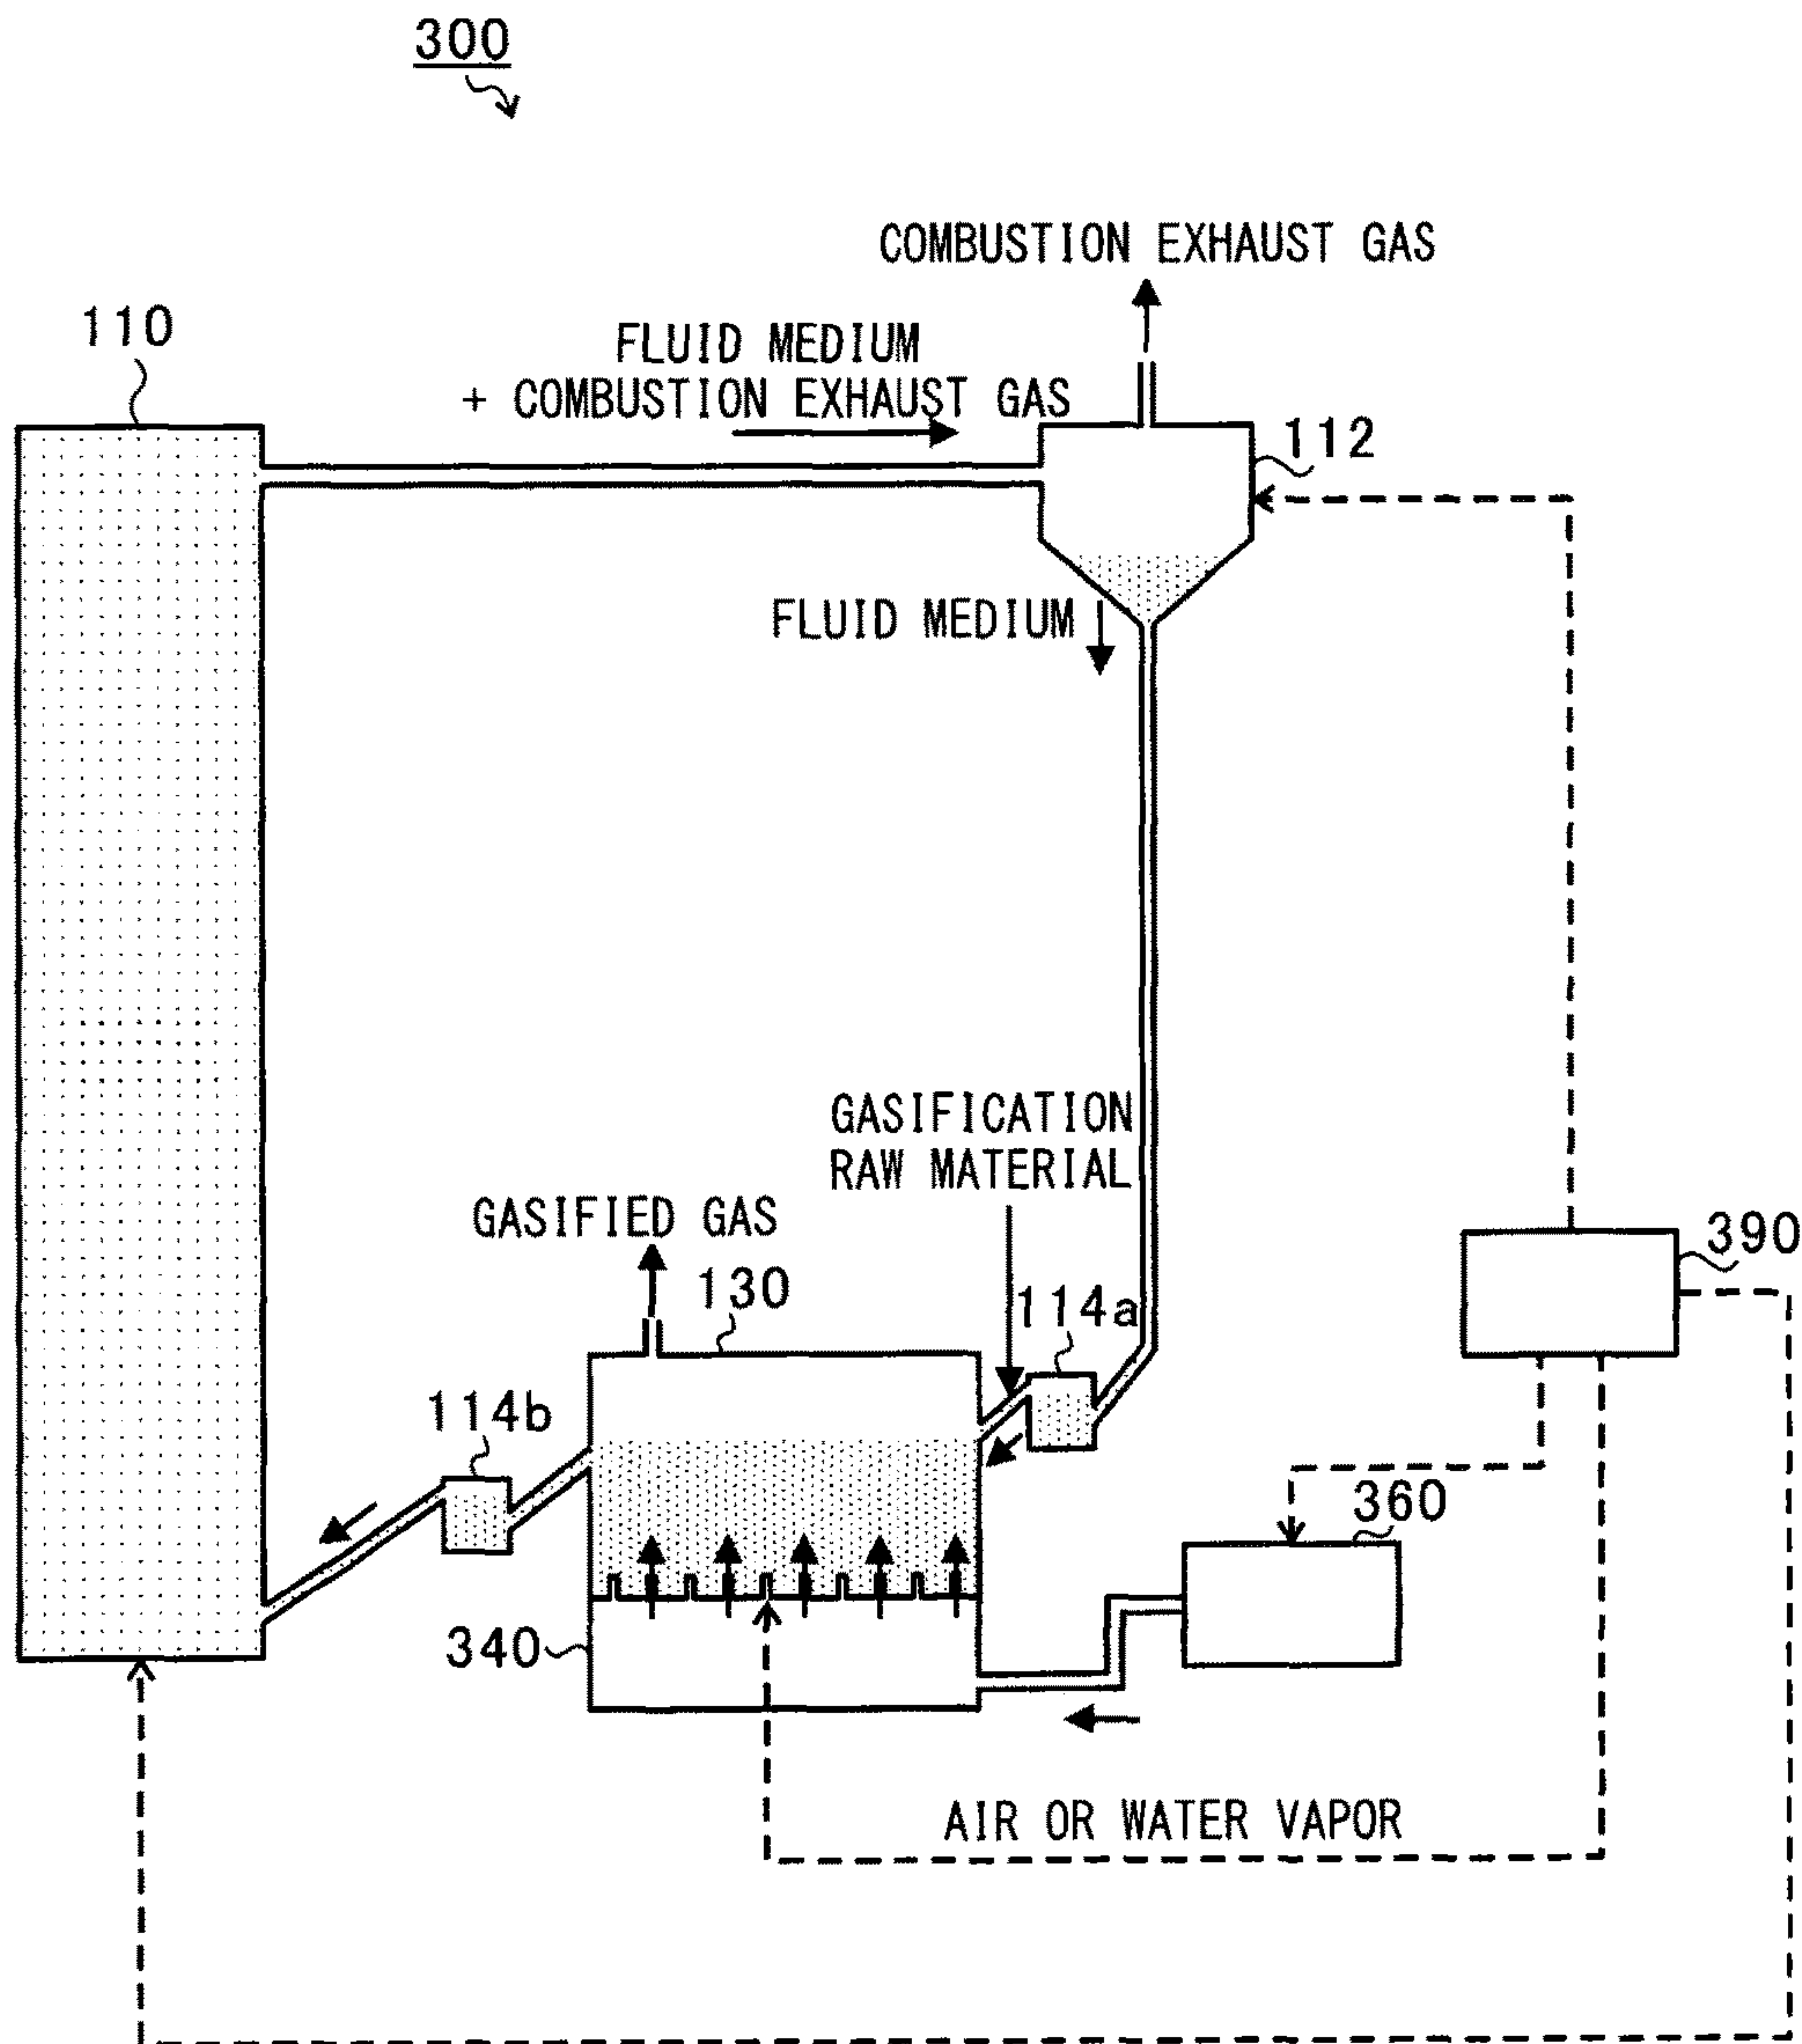 300
COMBUSTION EXHAUST GAS
110
FLUID MEDIUM
+ COMBUSTION EXHAUST GAS
112
FLUID MEDIUM
GASIFICATION
RAW MATERIAL
GASIFIED GAS
390
130
114a
114b
360
340
AIR OR WATER VAPOR